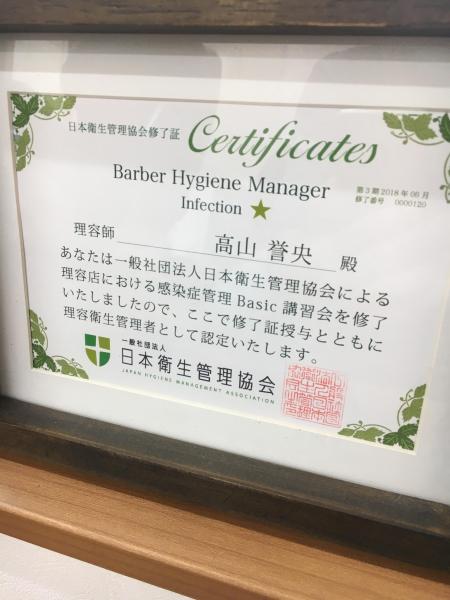 日本衛生管理協会修了証
Certificates
Barber Hygiene Manager
Infection ★
第3期2018年06月
修了番号 0000120
理容師 高山 誉央 殿
あなたは一般社団法人日本衛生管理協会による
理容店における感染症管理Basic講習会を修了
いたしましたので、ここで修了証授与とともに
理容衛生管理者として認定いたします。
一般社団法人
日本衛生管理協会
JAPAN HYGIENE MANAGEMENT ASSOCIATION